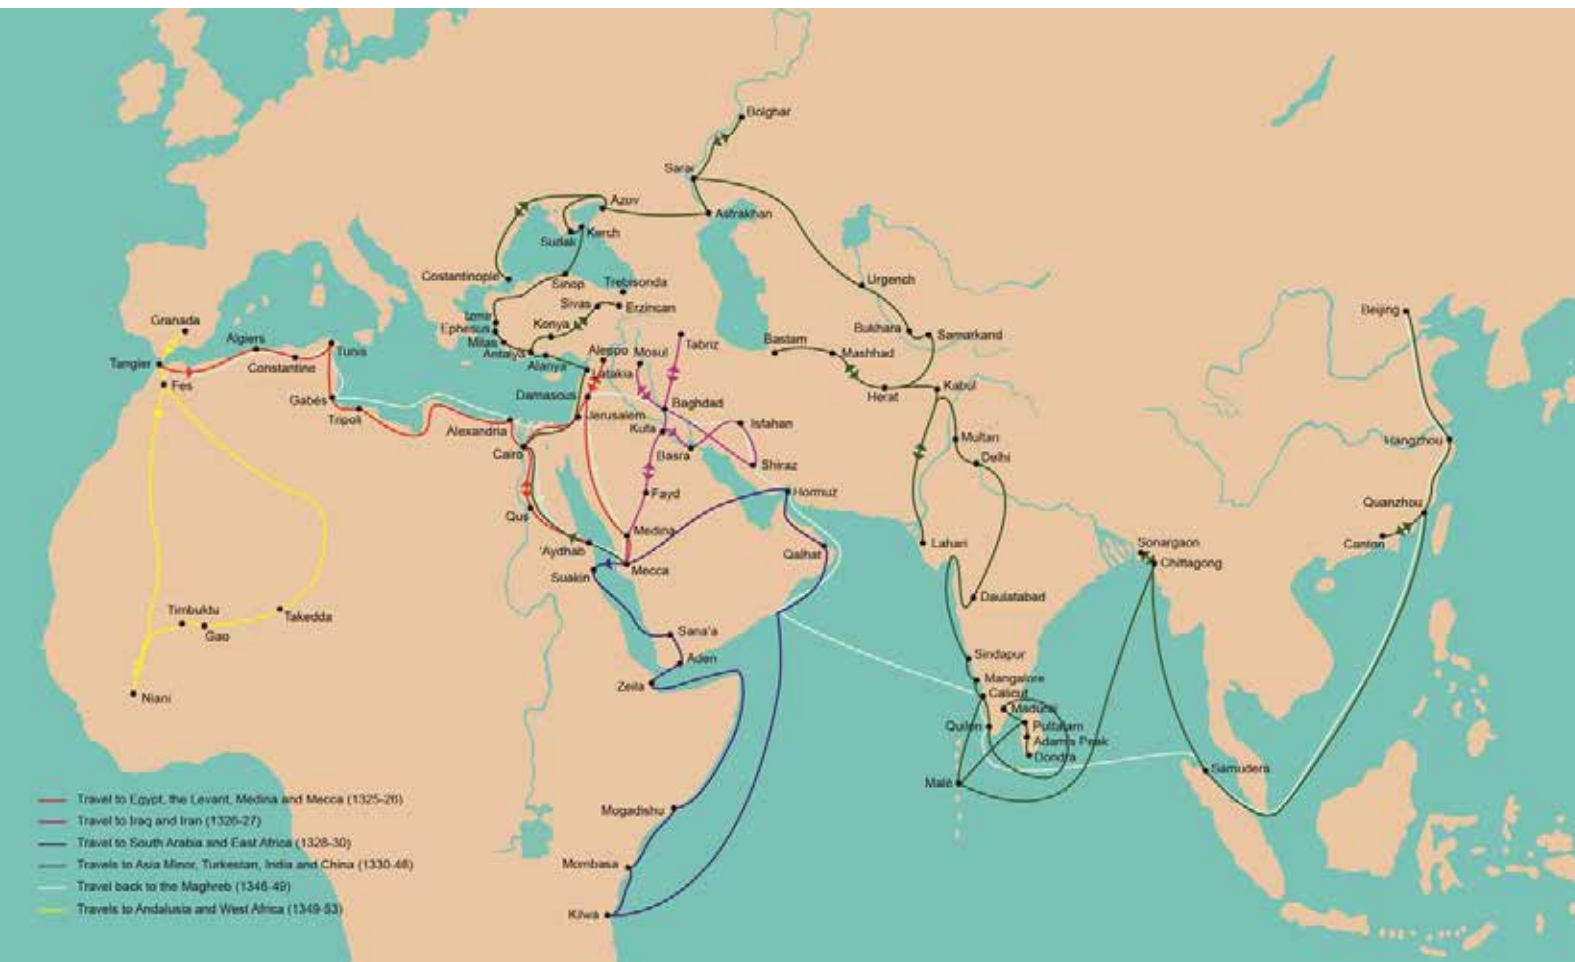 Bolghar
Sarai
Azov
Astrakhan
Sudak
Kerch
Costantinople
Sinop
Trebisonda
Urgench
Sivas
Erzincan
Izmir
Ephesus
Konya
Milas
Antalya
Alanya
Granada
Algiers
Tangier
Constantine
Tunis
Fes
Gabès
Tripoli
Aleppo
Mosul
Tabriz
Latakia
Damasous
Jerusalem
Baghdad
Alexandria
Cairo
Kufa
Isfahan
Basra
Shiraz
Bastam
Mashhad
Bukhara
Samarkand
Herat
Kabul
Beijing
Multan
Delhi
Hangzhou
Quanzhou
Canton
Fayd
Hormuz
Qus
Medina
'Aydhab
Mecca
Suakin
Qalhat
Lahari
Sonargaon
Chittagong
Daulatabad
Timbuktu
Gao
Takedda
Niani
Sana'a
Aden
Zeila
Sindapur
Mangalore
Calicut
Madurai
Quilon
Puttalam
Adam's Peak
Dondra
Malé
Samudera
Mogadishu
Mombasa
Kilwa
Travel to Egypt, the Levant, Medina and Mecca (1325-26)
Travel to Iraq and Iran (1326-27)
Travel to South Arabia and East Africa (1328-30)
Travels to Asia Minor, Turkestan, India and China (1330-46)
Travel back to the Maghreb (1346-49)
Travels to Andalusia and West Africa (1349-53)